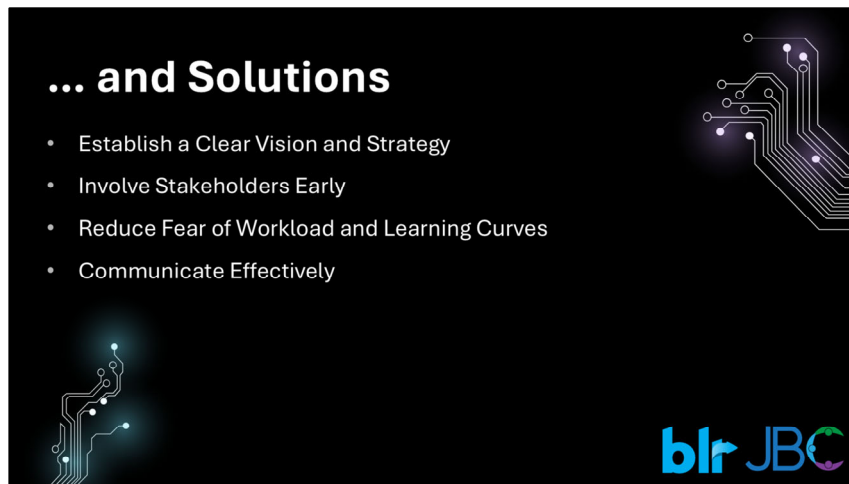 ... and Solutions
• Establish a Clear Vision and Strategy
• Involve Stakeholders Early
• Reduce Fear of Workload and Learning Curves
• Communicate Effectively
blr JBC